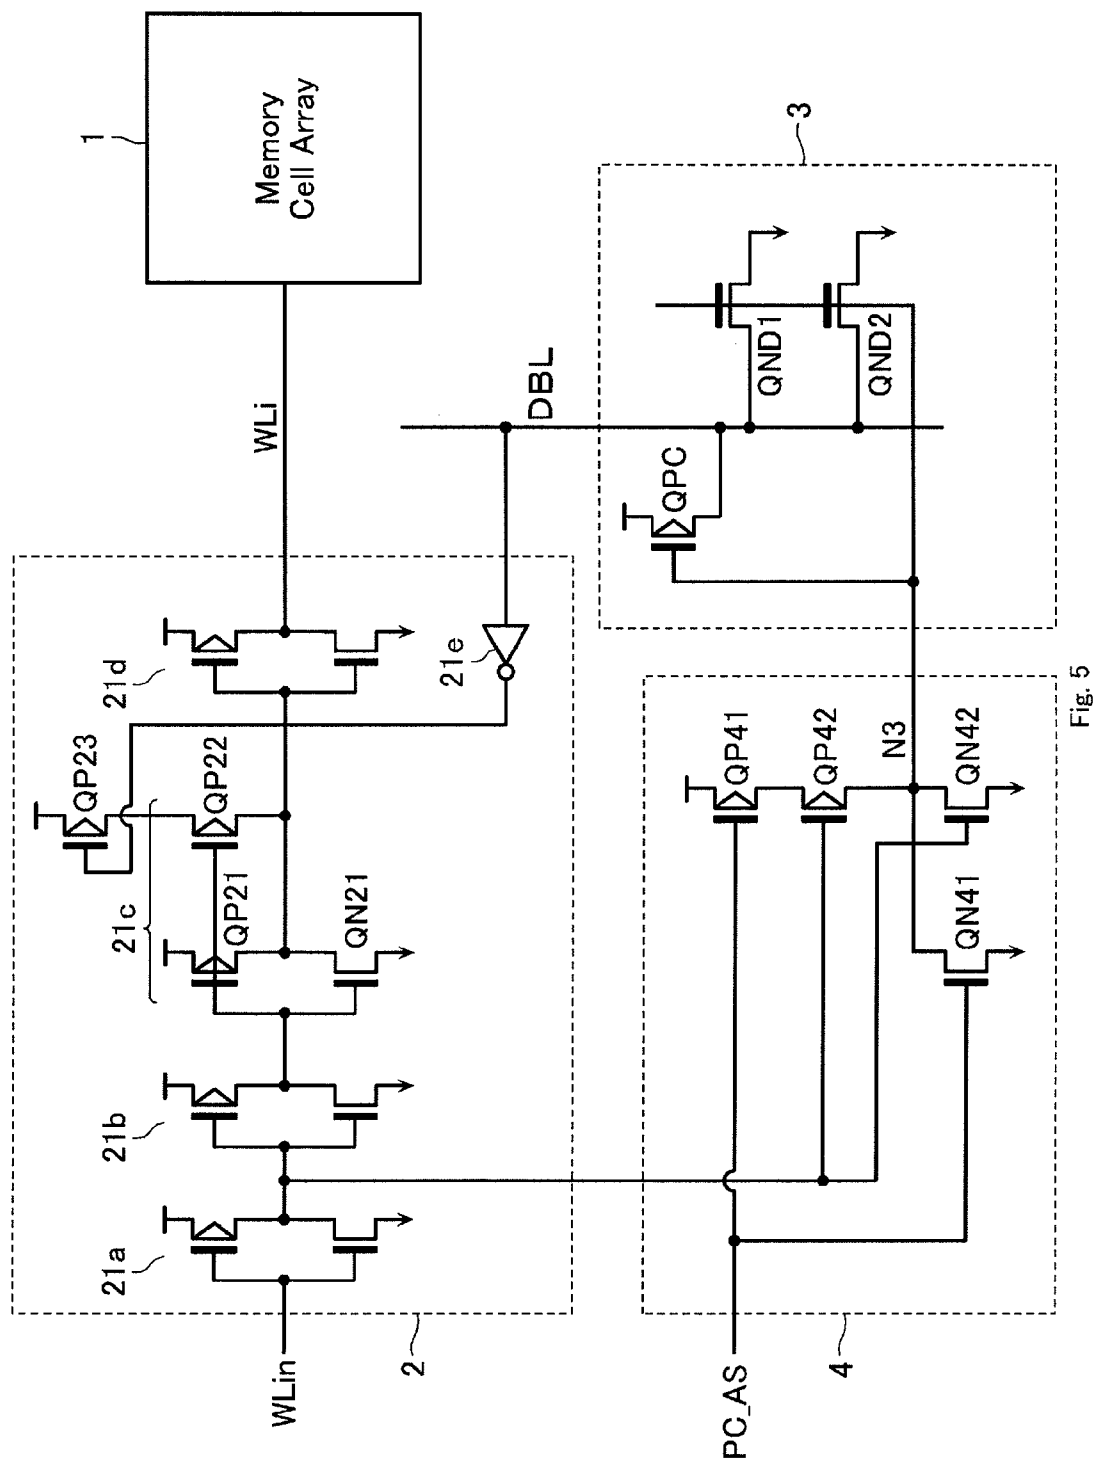 1
Memory
Cell Array
WLi
DBL
3
QND1
QND2
QPC
21d
21e
QP23
QP22
21c
QP21
QN21
21b
21a
WLin
2
QP41
QP42
N3
QN42
QN41
PC_AS
4
Fig. 5